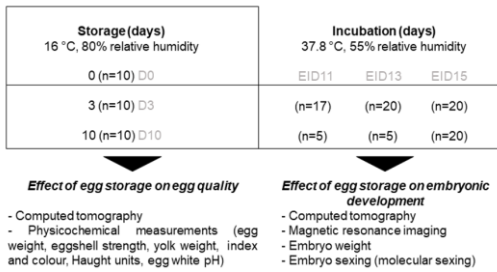 Storage (days)
16 °C, 80% relative humidity
0 (n=10) D0
3 (n=10) D3
10 (n=10) D10
Incubation (days)
37.8 °C, 55% relative humidity
EID11 EID13 EID15
(n=17) (n=20) (n=20)
(n=5) (n=5) (n=20)
Effect of egg storage on egg quality
- Computed tomography
- Physicochemical measurements (egg
weight, eggshell strength, yolk weight, index
and colour, Haught units, egg white pH)
Effect of egg storage on embryonic
development
- Computed tomography
- Magnetic resonance imaging
- Embryo weight
- Embryo sexing (molecular sexing)